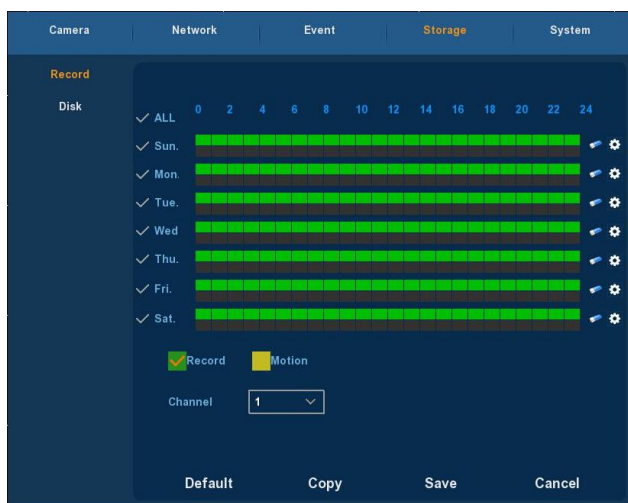 Camera Network Event Storage System
Record
Disk
0 2 4 6 8 10 12 14 16 18 20 22 24
ALL
Sun.
Mon.
Tue.
Wed
Thu.
Fri.
Sat.
Record Motion
Channel 1
Default Copy Save Cancel